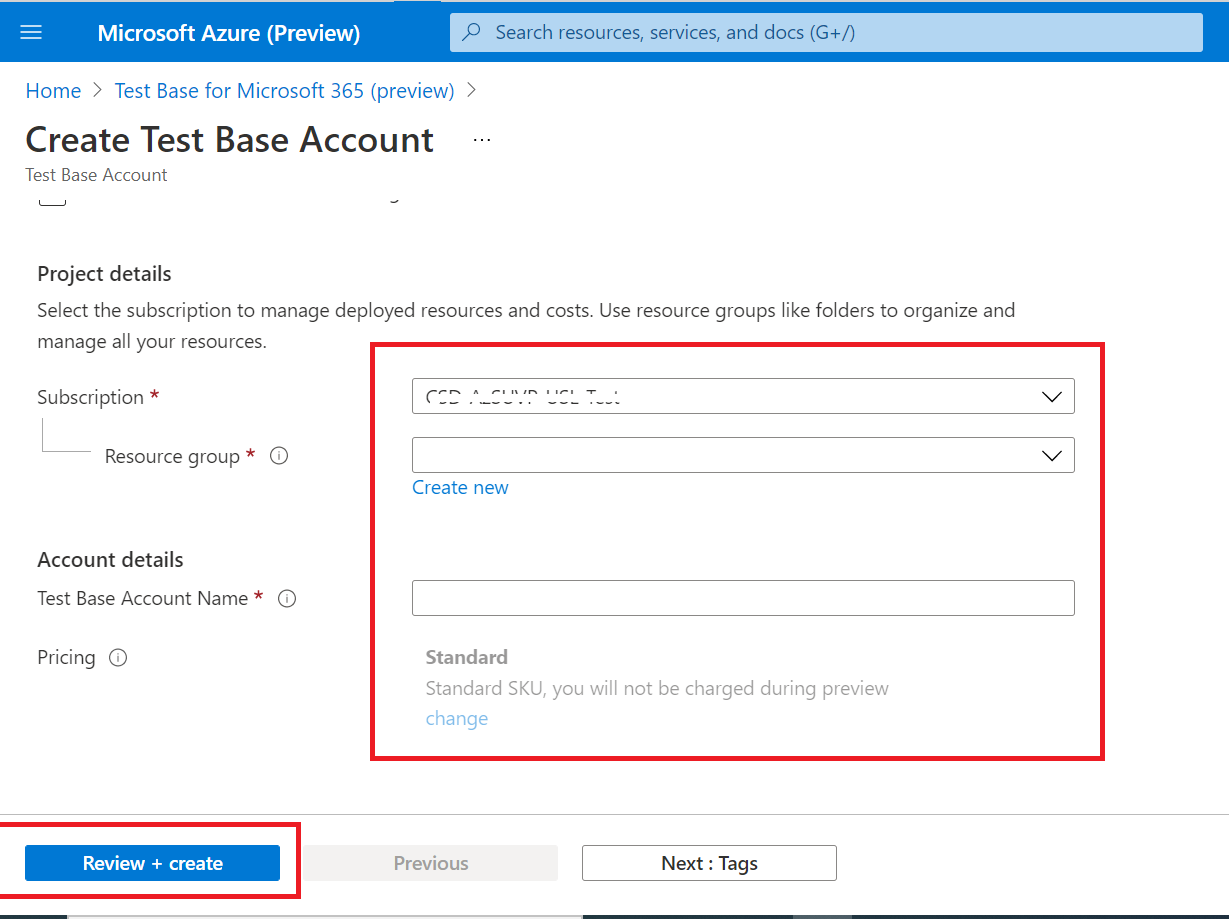 Microsoft Azure (Preview)
Search resources, services, and docs (G+/)
Home > Test Base for Microsoft 365 (preview) >
Create Test Base Account ...
Test Base Account
Project details
Select the subscription to manage deployed resources and costs. Use resource groups like folders to organize and
manage all your resources.
Subscription *
Resource group *
Create new
Account details
Test Base Account Name *
Pricing
Standard
Standard SKU, you will not be charged during preview
change
Review + create
Previous
Next : Tags